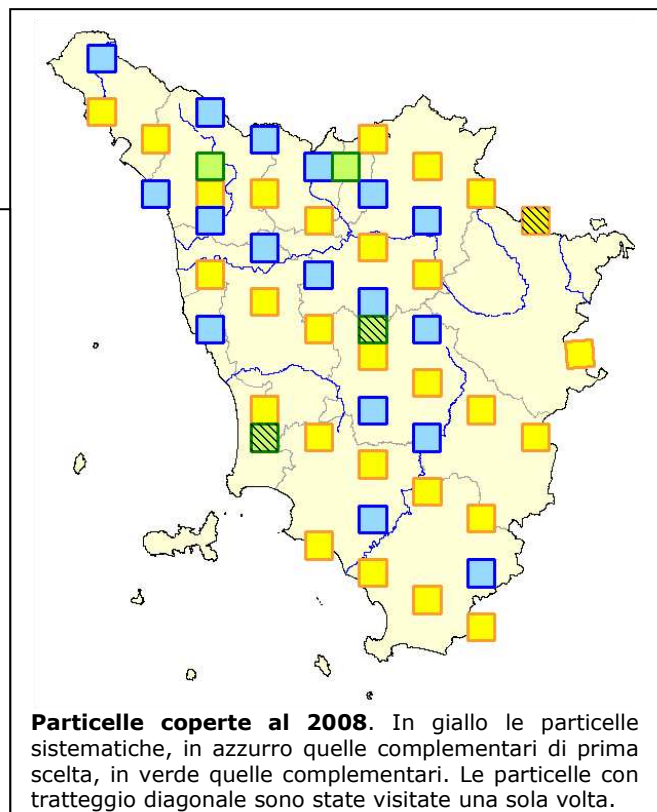 Particelle coperte al 2008. In giallo le particelle
sistematiche, in azzurro quelle complementari di prima
scelta, in verde quelle complementari. Le particelle con
tratteggio diagonale sono state visitate una sola volta.